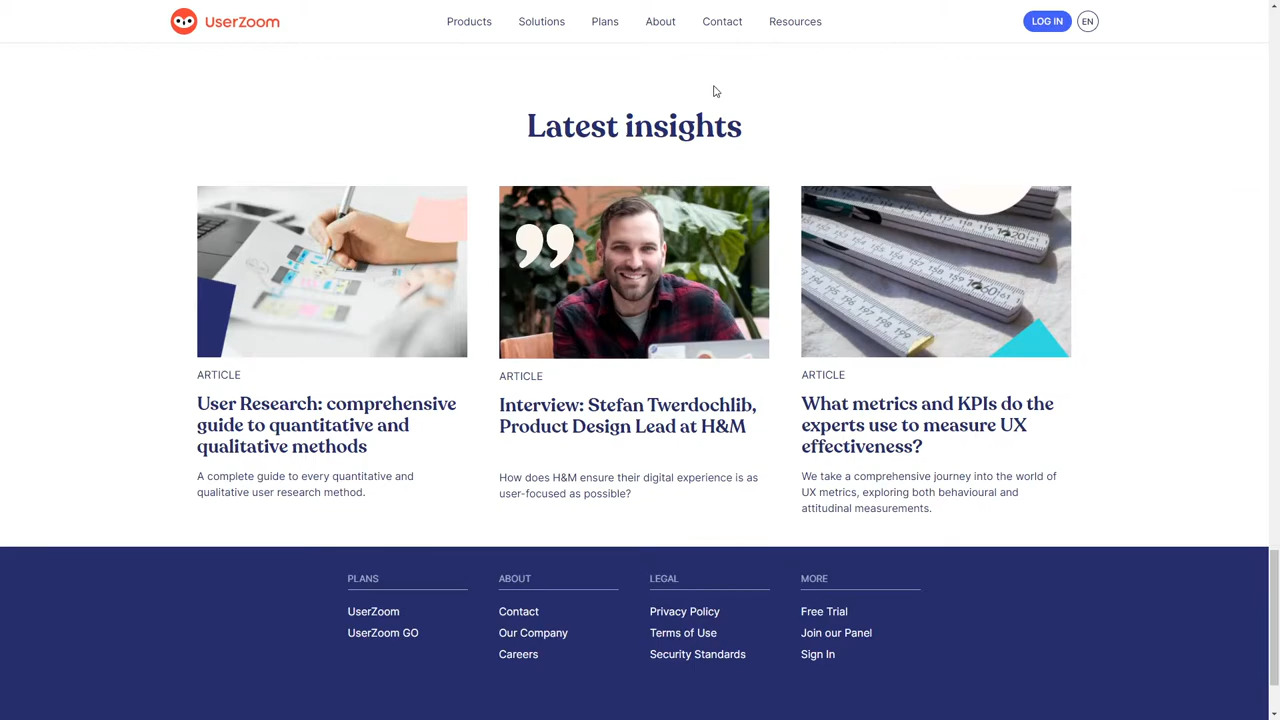 UserZoom
Products
Solutions
Plans
About
Contact
Resources
LOG IN
EN
Latest insights
ARTICLE
User Research: comprehensive
guide to quantitative and
qualitative methods
A complete guide to every quantitative and
qualitative user research method.
ARTICLE
Interview: Stefan Twerdochlib,
Product Design Lead at H&M
How does H&M ensure their digital experience is as
user-focused as possible?
ARTICLE
What metrics and KPIs do the
experts use to measure UX
effectiveness?
We take a comprehensive journey into the world of
UX metrics, exploring both behavioural and
attitudinal measurements.
PLANS
UserZoom
UserZoom GO
ABOUT
Contact
Our Company
Careers
LEGAL
Privacy Policy
Terms of Use
Security Standards
MORE
Free Trial
Join our Panel
Sign In